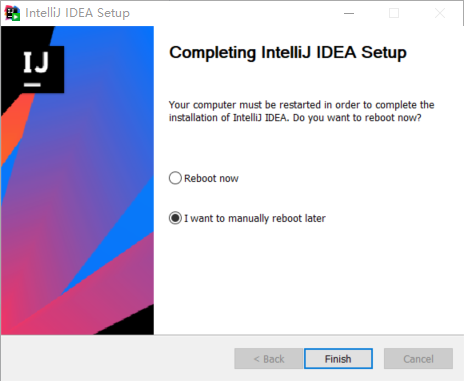 IntelliJ IDEA Setup
IJ
Completing IntelliJ IDEA Setup
Your computer must be restarted in order to complete the
installation of IntelliJ IDEA. Do you want to reboot now?
Reboot now
I want to manually reboot later
< Back
Finish
Cancel